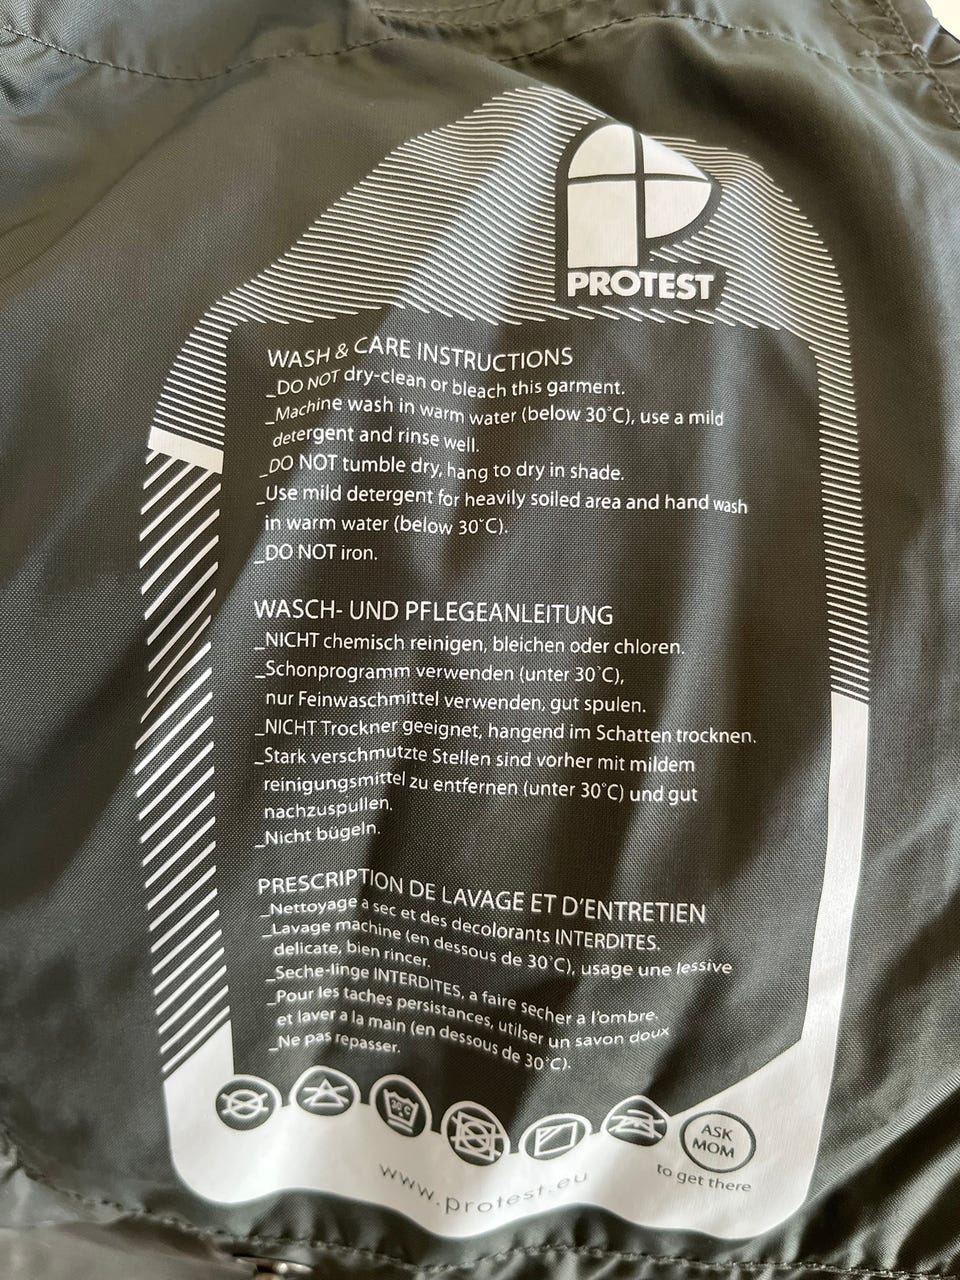 PROTEST
WASH & CARE INSTRUCTIONS
_DO NOT dry-clean or bleach this garment.
_Machine wash in warm water (below 30°C), use a mild
detergent and rinse well.
_DO NOT tumble dry, hang to dry in shade.
_Use mild detergent for heavily soiled area and hand wash
in warm water (below 30°C).
_DO NOT iron.
WASCH- UND PFLEGEANLEITUNG
_NICHT chemisch reinigen, bleichen oder chloren.
_Schonprogramm verwenden (unter 30°C),
nur Feinwaschmittel verwenden, gut spulen.
_NICHT Trockner geeignet, hangend im Schatten trocknen.
_Stark verschmutzte Stellen sind vorher mit mildem
reinigungsmittel zu entfernen (unter 30°C) und gut
nachzuspullen.
_Nicht bügeln.
PRESCRIPTION DE LAVAGE ET D'ENTRETIEN
_Nettoyage a sec et des decolorants INTERDITES.
_Lavage machine (en dessous de 30°C), usage une lessive
delicate, bien rincer.
_Seche-linge INTERDITES, a faire secher a l'ombre.
_Pour les taches persistances, utilser un savon doux
et laver a la main (en dessous de 30°C).
_Ne pas repasser.
30°C
ASK
MOM
to get there
www.protest.eu